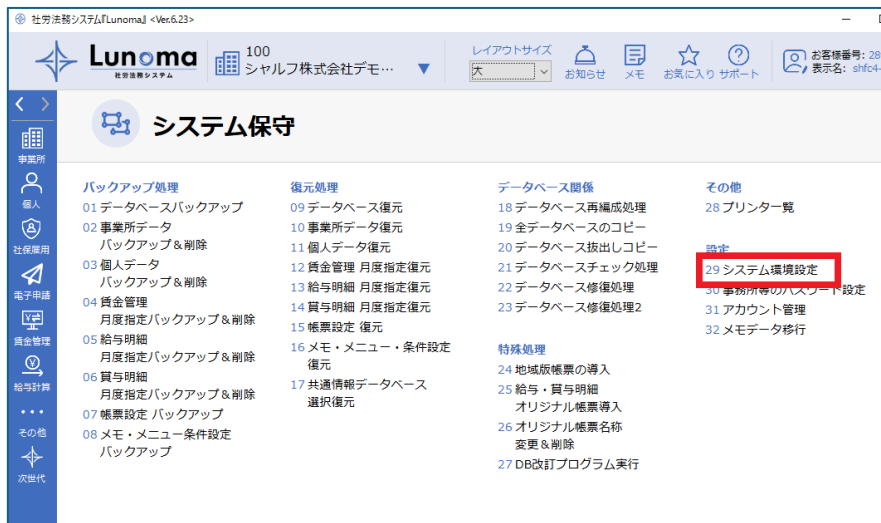 社労法務システム『Lunoma』 <Ver.6.23>
Lunoma
社労法務システム
100
シャルフ株式会社デモ…
レイアウトサイズ
大
お知らせ
メモ
お気に入り
サポート
お客様番号: 28
表示名: shfc4
事業所
個人
社保雇用
電子申請
賃金管理
給与計算
その他
次世代
システム保守
バックアップ処理
01 データベースバックアップ
02 事業所データ
バックアップ＆削除
03 個人データ
バックアップ＆削除
04 賃金管理
月度指定バックアップ＆削除
05 給与明細
月度指定バックアップ＆削除
06 賞与明細
月度指定バックアップ＆削除
07 帳票設定 バックアップ
08 メモ・メニュー条件設定
バックアップ
復元処理
09 データベース復元
10 事業所データ復元
11 個人データ復元
12 賃金管理 月度指定復元
13 給与明細 月度指定復元
14 賞与明細 月度指定復元
15 帳票設定 復元
16 メモ・メニュー・条件設定
復元
17 共通情報データベース
選択復元
データベース関係
18 データベース再編成処理
19 全データベースのコピー
20 データベース抜出しコピー
21 データベースチェック処理
22 データベース修復処理
23 データベース修復処理2
特殊処理
24 地域版帳票の導入
25 給与・賞与明細
オリジナル帳票導入
26 オリジナル帳票名称
変更＆削除
27 DB改訂プログラム実行
その他
28 プリンター一覧
設定
29 システム環境設定
30 事務所等のパスワード設定
31 アカウント管理
32 メモデータ移行